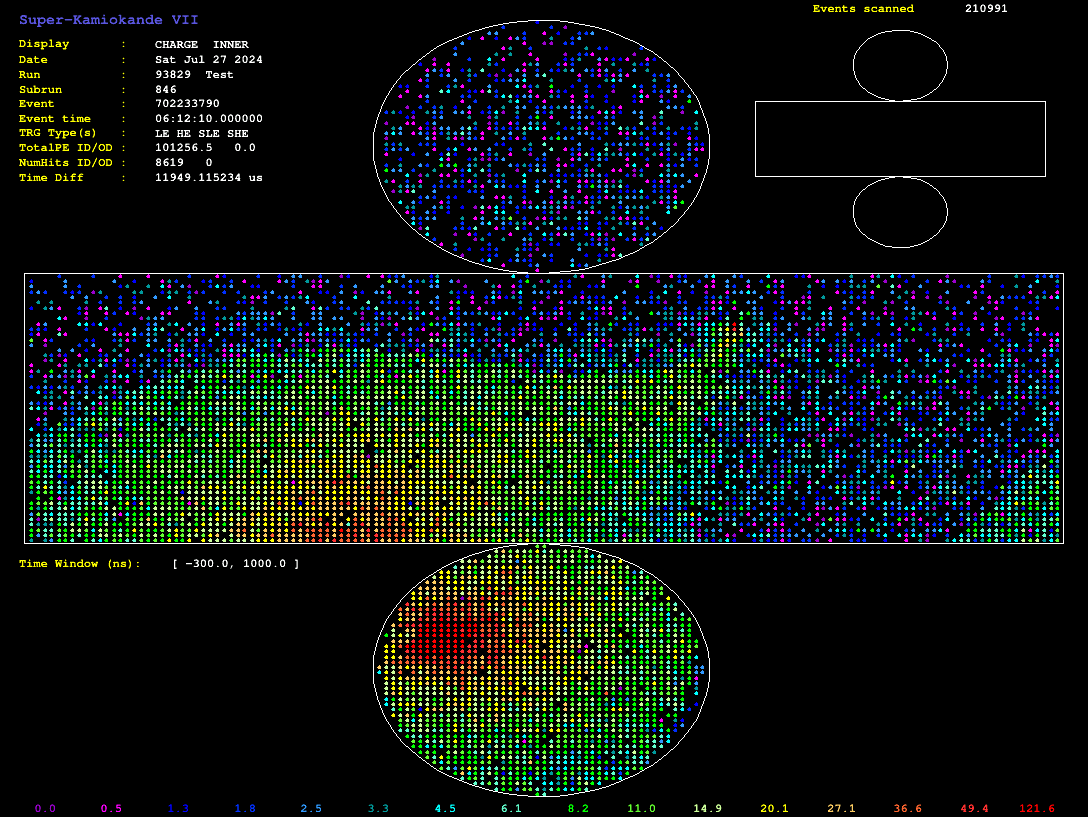 Super-Kamiokande VII
Events scanned 210991
Display : CHARGE INNER
Date : Sat Jul 27 2024
Run : 93829 Test
Subrun : 846
Event : 702233790
Event time : 06:12:10.000000
TRG Type(s) : LE HE SLE SHE
TotalPE ID/OD : 101256.5 0.0
NumHits ID/OD : 8619 0
Time Diff : 11949.115234 us
Time Window (ns): [ -300.0, 1000.0 ]
0.0 0.5 1.3 1.8 2.5 3.3 4.5 6.1 8.2 11.0 14.9 20.1 27.1 36.6 49.4 121.6